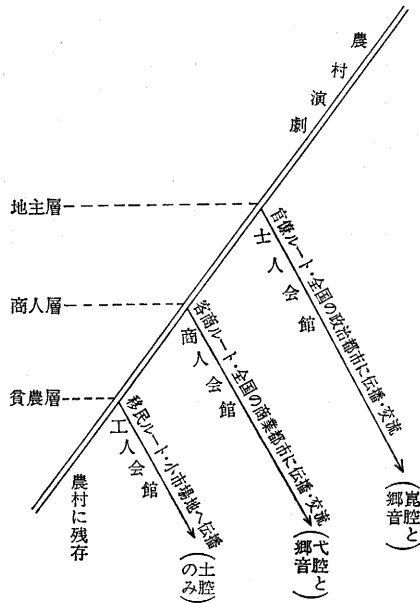 農村演劇
地主層
官僚ルート・全国の政治都市に伝播・交流
士人会館
(崑腔と郷音)
商人層
客商ルート・全国の商業都市に伝播・交流
商人会館
(弋腔と郷音)
貧農層
移民ルート・小市場地へ伝播
工人会館
(土腔のみ)
農村に残存